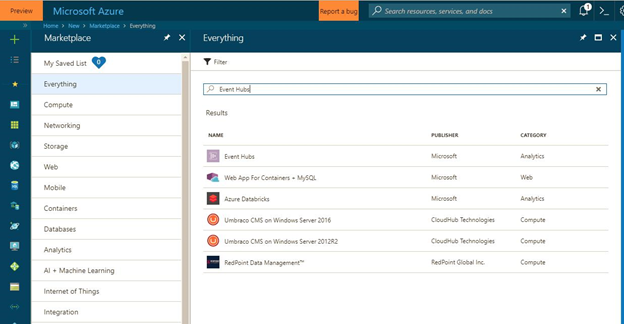 Preview
Microsoft Azure
Report a bug
Search resources, services, and docs
1
Home > New > Marketplace > Everything
Marketplace
My Saved List 0
Everything
Compute
Networking
Storage
Web
Mobile
Containers
Databases
Analytics
AI + Machine Learning
Internet of Things
Integration
Everything
Filter
Event Hubs
Results
NAME PUBLISHER CATEGORY
Event Hubs Microsoft Analytics
Web App For Containers + MySQL Microsoft Web
Azure Databricks Microsoft Analytics
Umbraco CMS on Windows Server 2016 CloudHub Technologies Compute
Umbraco CMS on Windows Server 2012R2 CloudHub Technologies Compute
RedPoint Data Management™ RedPoint Global Inc. Compute